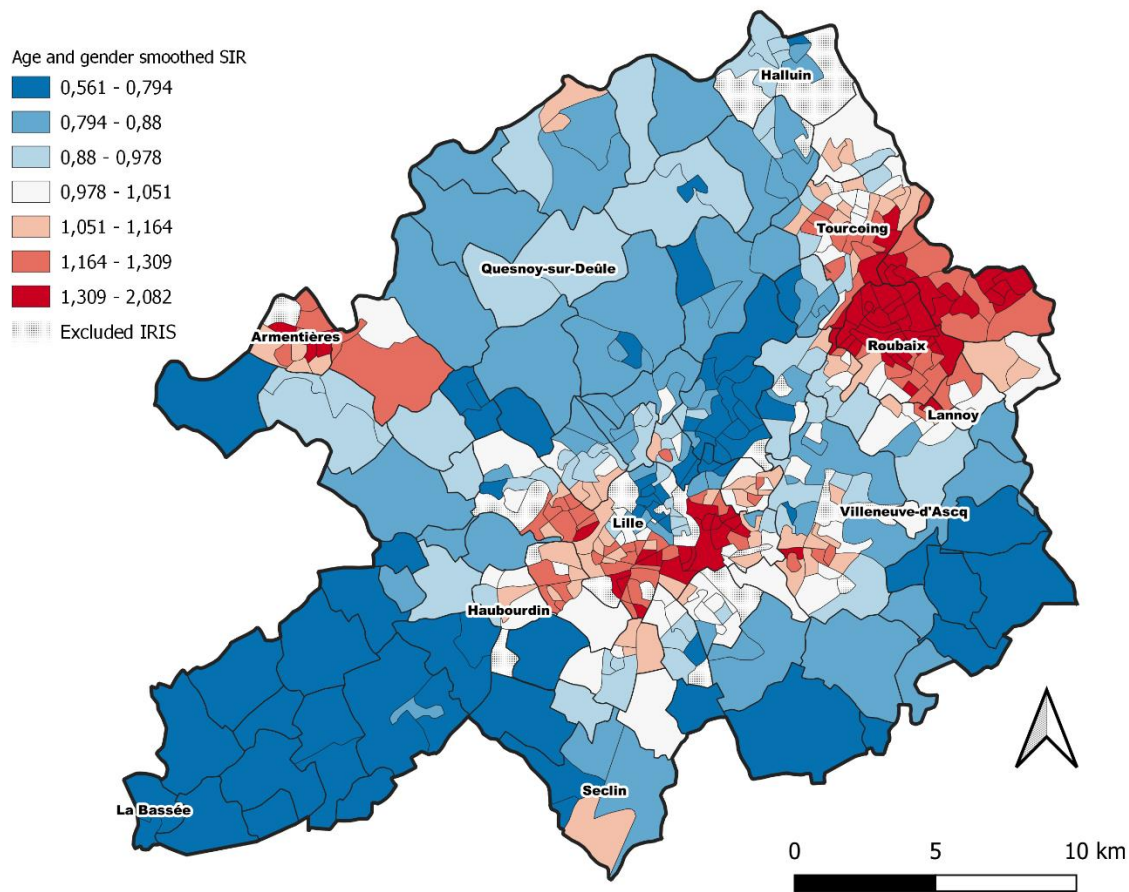 Age and gender smoothed SIR
0,561 - 0,794
0,794 - 0,88
0,88 - 0,978
0,978 - 1,051
1,051 - 1,164
1,164 - 1,309
1,309 - 2,082
Excluded IRIS
Halluin
Tourcoing
Quesnoy-sur-Deûle
Armentières
Roubaix
Lannoy
Villeneuve-d'Ascq
Lille
Haubourdin
Seclin
La Bassée
0 5 10 km